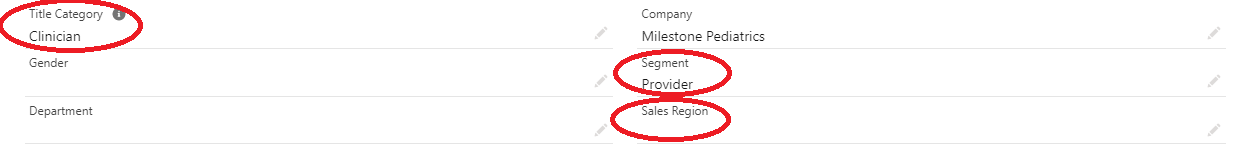 Title Category
Company
Clinician
Milestone Pediatrics
Gender
Segment
Provider
Department
Sales Region